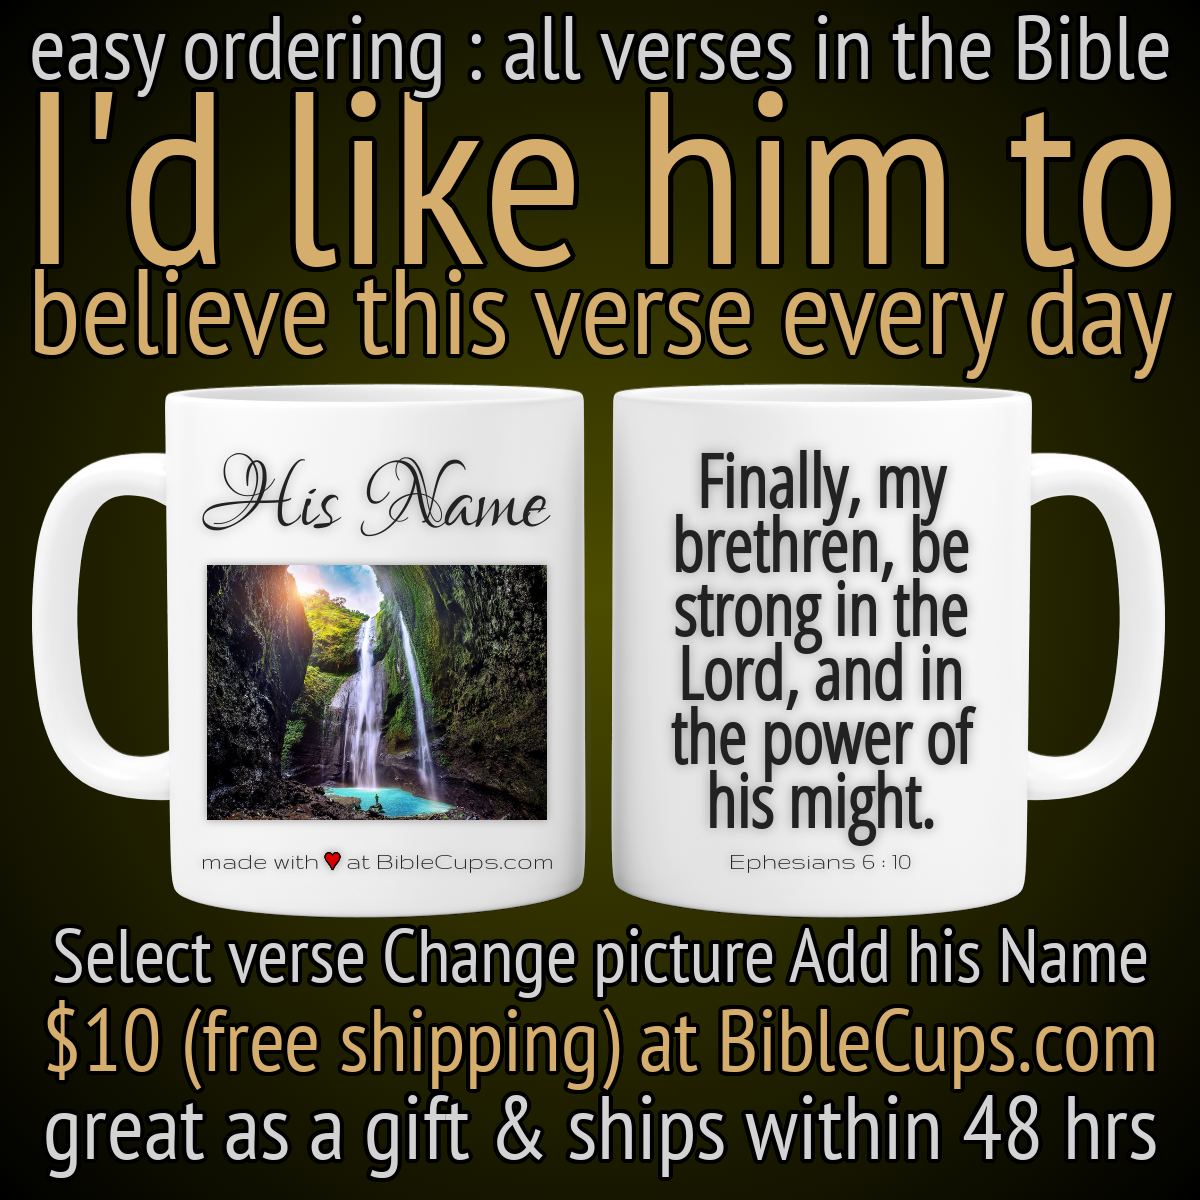 easy ordering : all verses in the Bible
I'd like him to
believe this verse every day
His Name
made with ❤ at BibleCups.com
Finally, my
brethren, be
strong in the
Lord, and in
the power of
his might.
Ephesians 6 : 10
Select verse Change picture Add his Name
$10 (free shipping) at BibleCups.com
great as a gift & ships within 48 hrs